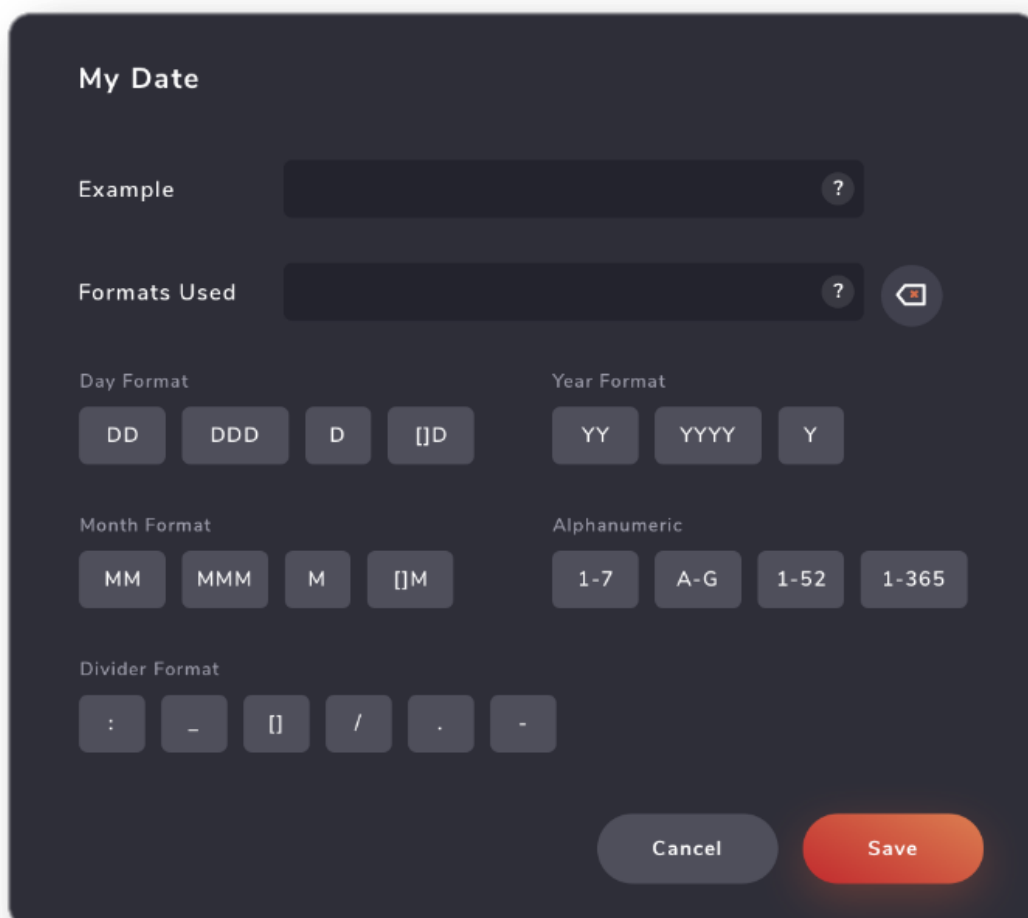 My Date
Example ?
Formats Used ?
Day Format
DD DDD D []D
Year Format
YY YYYY Y
Month Format
MM MMM M []M
Alphanumeric
1-7 A-G 1-52 1-365
Divider Format
: _ [] / . -
Cancel Save